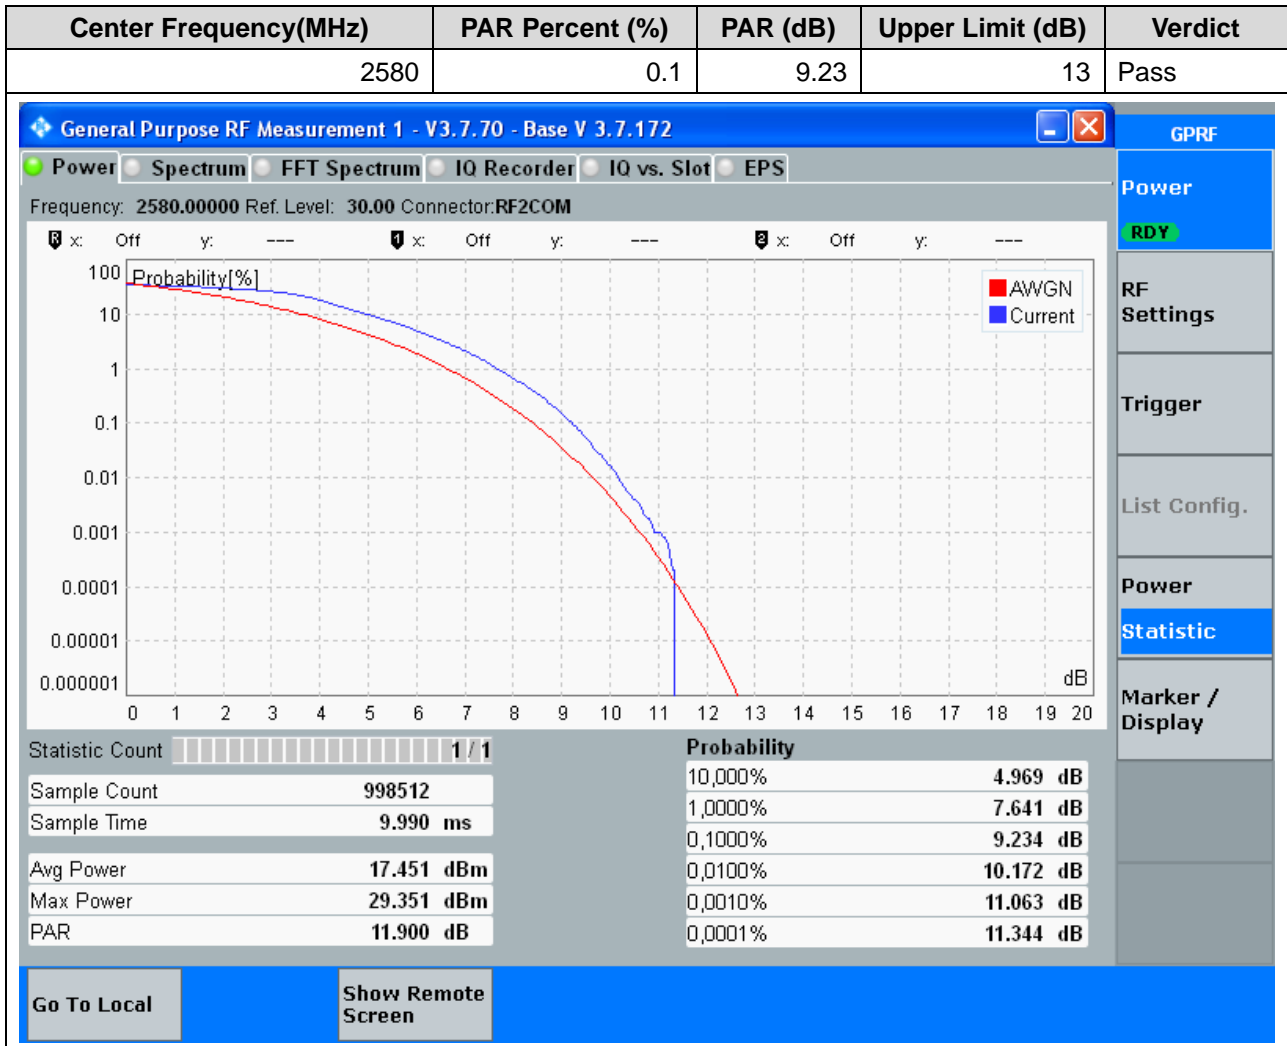 Center Frequency(MHz) PAR Percent (%) PAR (dB) Upper Limit (dB) Verdict
2580 0.1 9.23 13 Pass
General Purpose RF Measurement 1 - V3.7.70 - Base V 3.7.172
GPRF
Power Spectrum FFT Spectrum IQ Recorder IQ vs. Slot EPS
Power
RDY
Frequency: 2580.00000 Ref. Level: 30.00 Connector:RF2COM
R x: Off y: --- 1 x: Off y: --- 2 x: Off y: ---
Probability[%]
AWGN
Current
100
10
1
0.1
0.01
0.001
0.0001
0.00001
0.000001
dB
0 1 2 3 4 5 6 7 8 9 10 11 12 13 14 15 16 17 18 19 20
RF
Settings
Trigger
List Config.
Power
Statistic
Marker /
Display
Statistic Count 1 / 1
Sample Count 998512
Sample Time 9.990 ms
Avg Power 17.451 dBm
Max Power 29.351 dBm
PAR 11.900 dB
Probability
10,000% 4.969 dB
1,0000% 7.641 dB
0,1000% 9.234 dB
0,0100% 10.172 dB
0,0010% 11.063 dB
0,0001% 11.344 dB
Go To Local
Show Remote
Screen